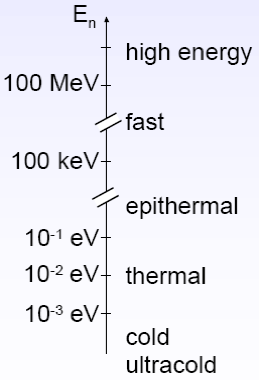 Eₙ
high energy
100 MeV
fast
100 keV
epithermal
10⁻¹ eV
10⁻² eV thermal
10⁻³ eV
cold
ultracold